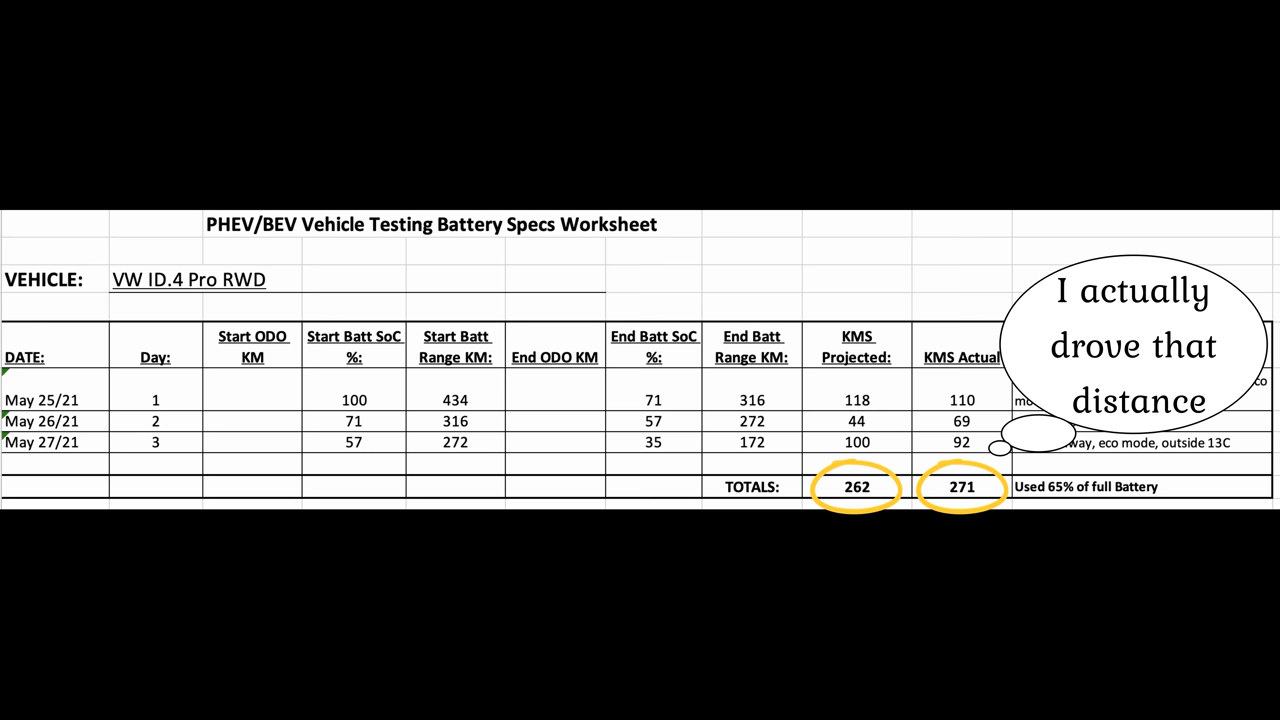 PHEV/BEV Vehicle Testing Battery Specs Worksheet
VEHICLE: VW ID.4 Pro RWD
DATE: Day: Start ODO KM Start Batt SoC %: Start Batt Range KM: End ODO KM End Batt SoC %: End Batt Range KM: KMS Projected: KMS Actual
May 25/21 1 100 434 71 316 118 110
May 26/21 2 71 316 57 272 44 69
May 27/21 3 57 272 35 172 100 92 eco mode, outside 13C
TOTALS: 262 271 Used 65% of full Battery
I actually
drove that
distance